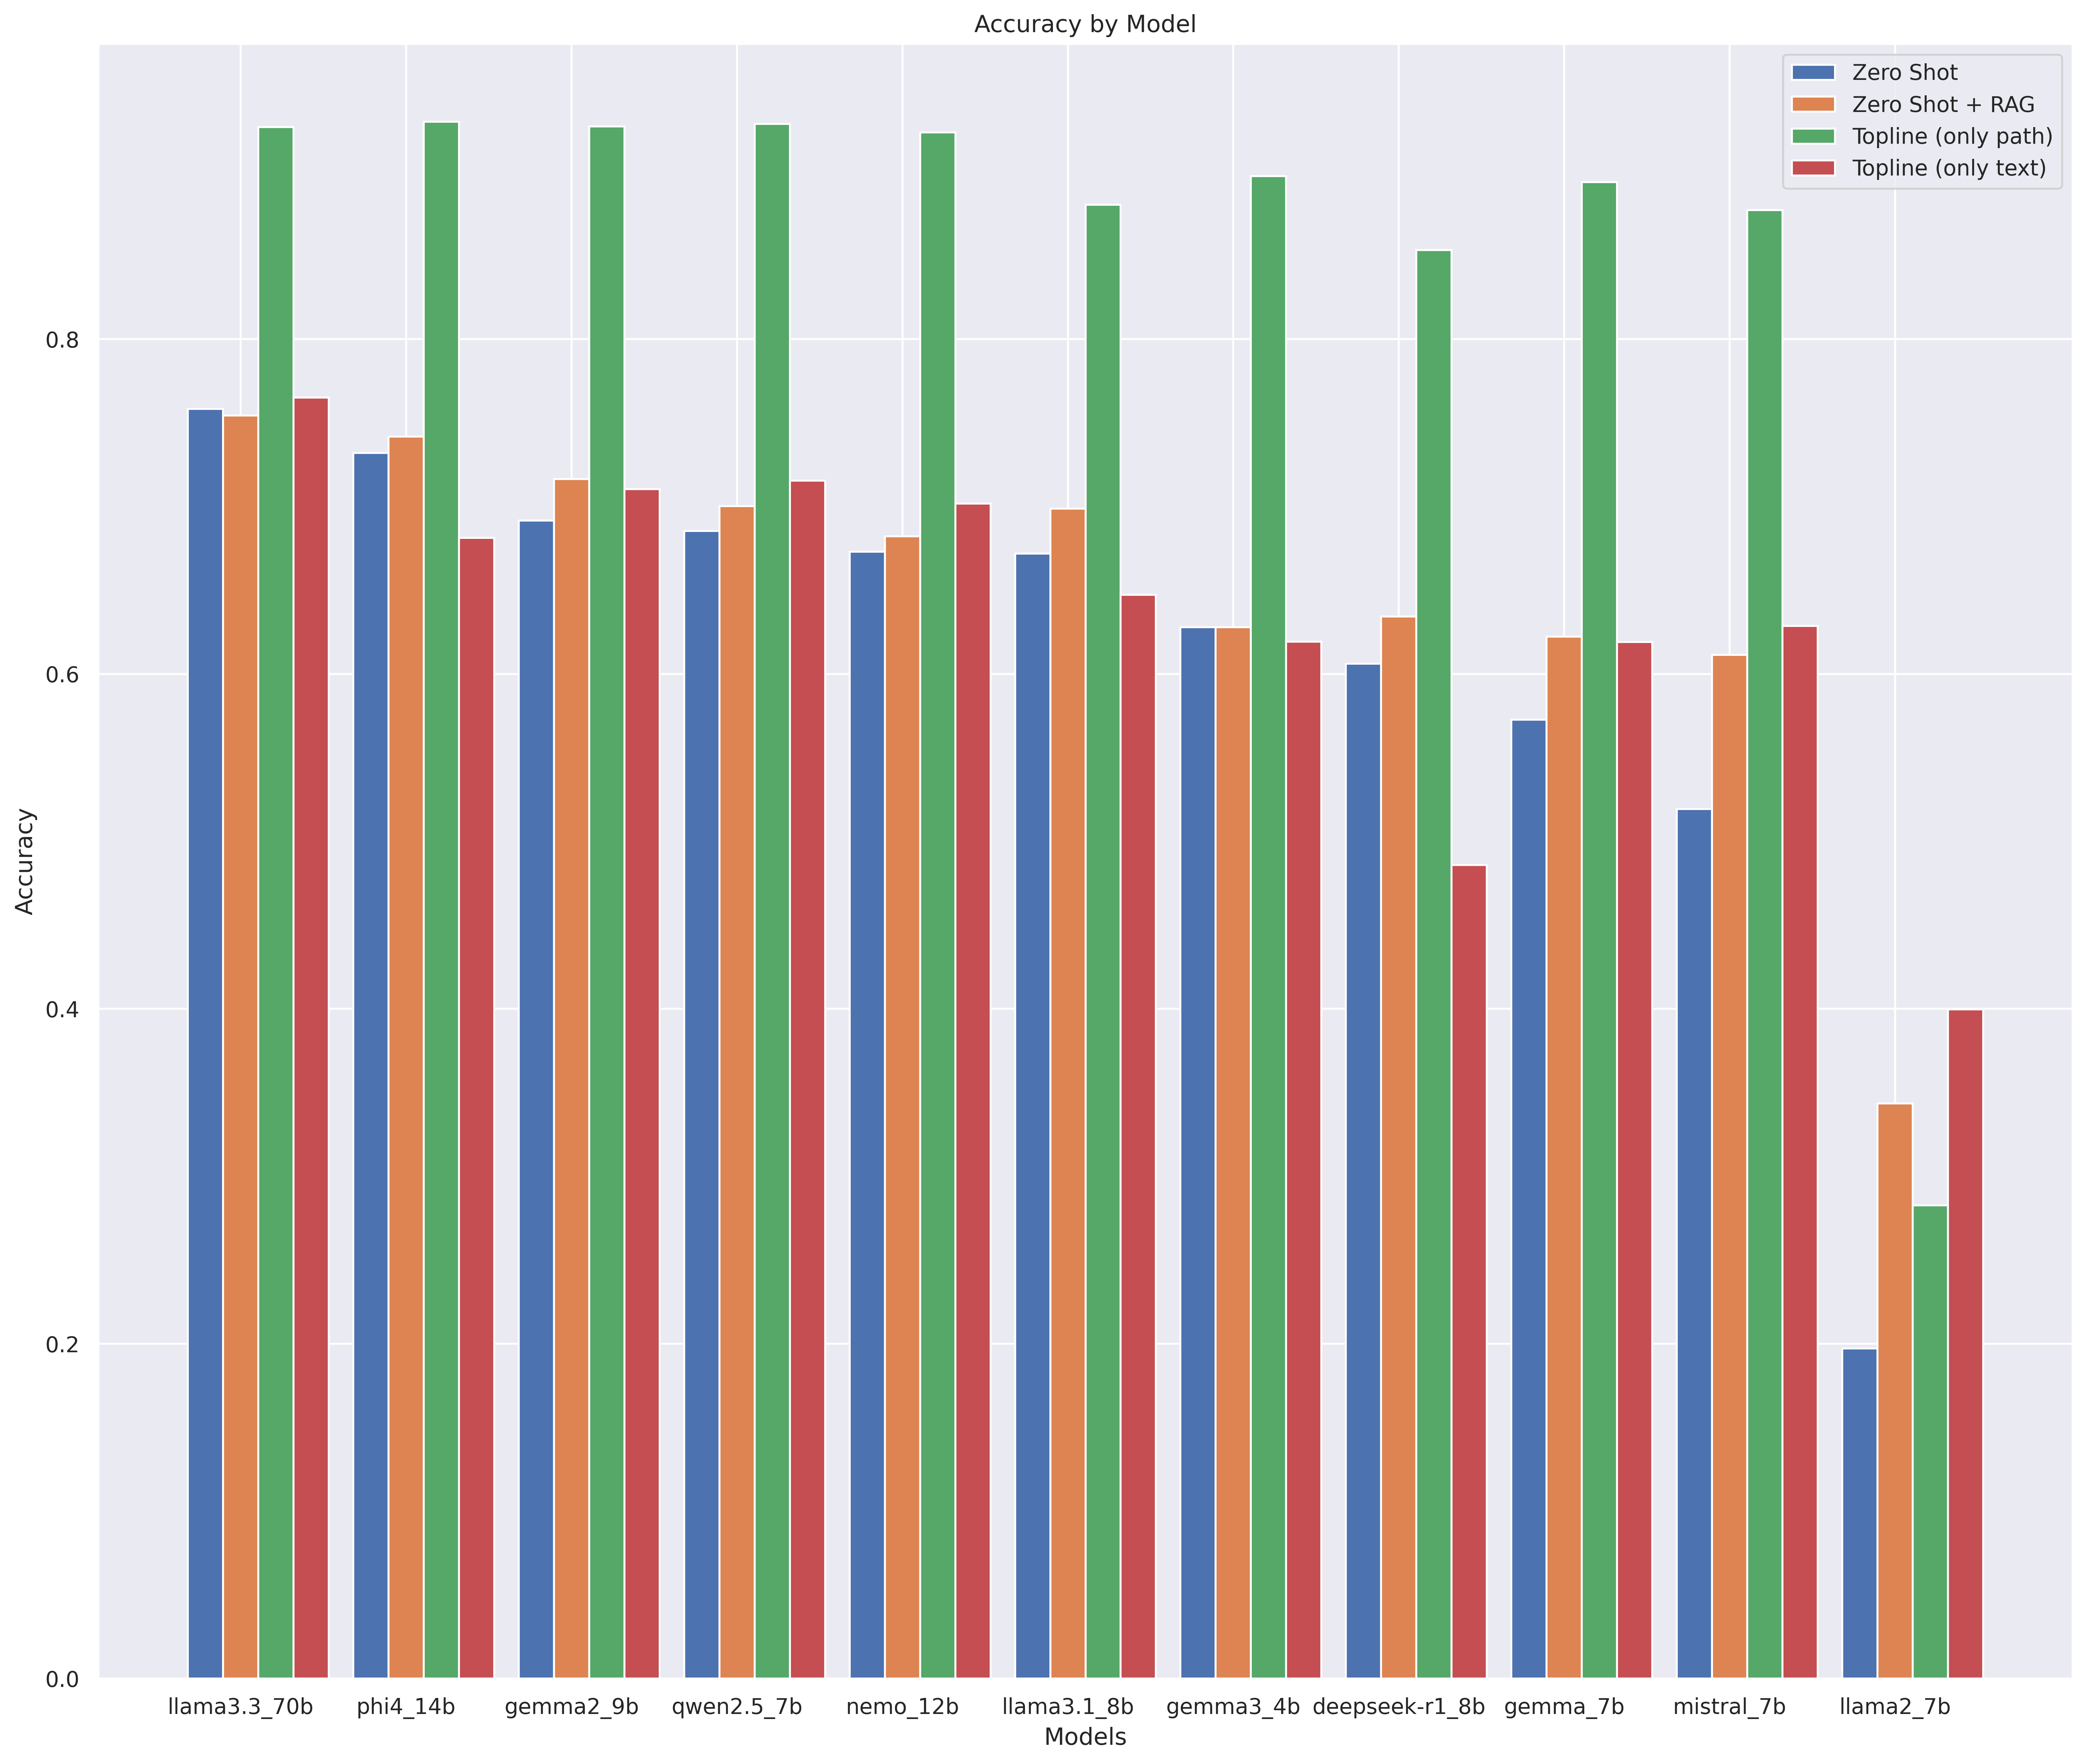 Accuracy by Model
Zero Shot
Zero Shot + RAG
Topline (only path)
Topline (only text)
Accuracy
0.8
0.6
0.4
0.2
0.0
llama3.3_70b phi4_14b gemma2_9b qwen2.5_7b nemo_12b llama3.1_8b gemma3_4b deepseek-r1_8b gemma_7b mistral_7b llama2_7b
Models